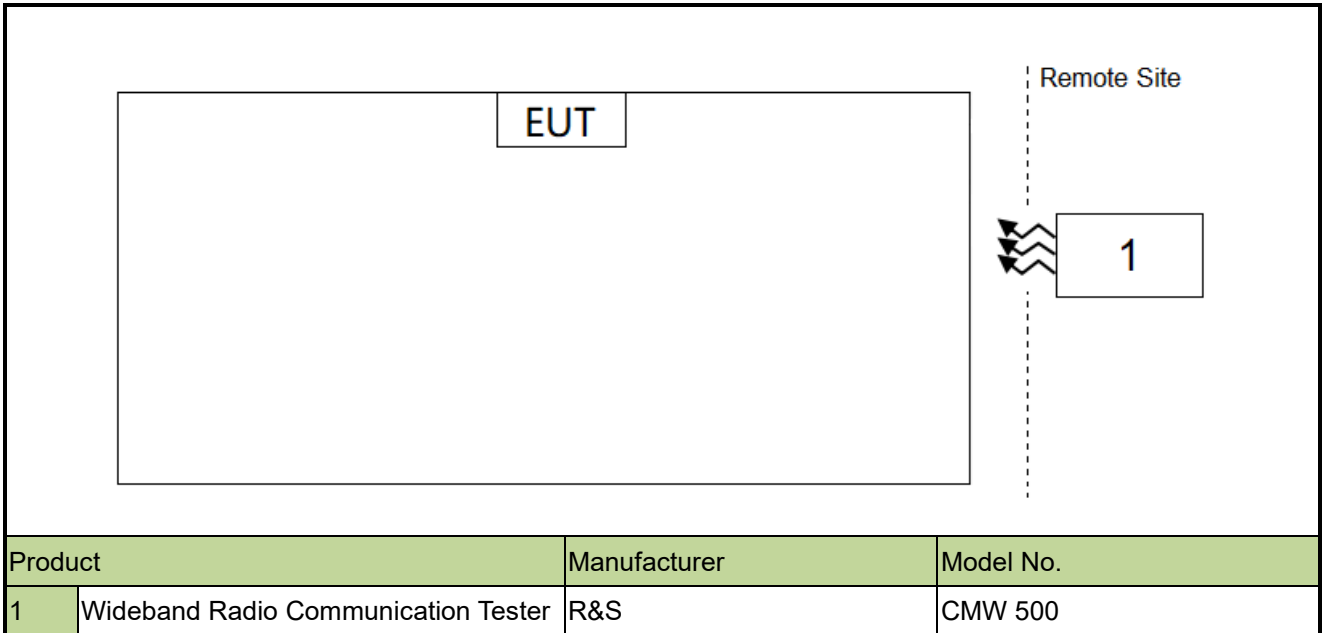 Remote Site
EUT
1
Product Manufacturer Model No.
1 Wideband Radio Communication Tester R&S CMW 500